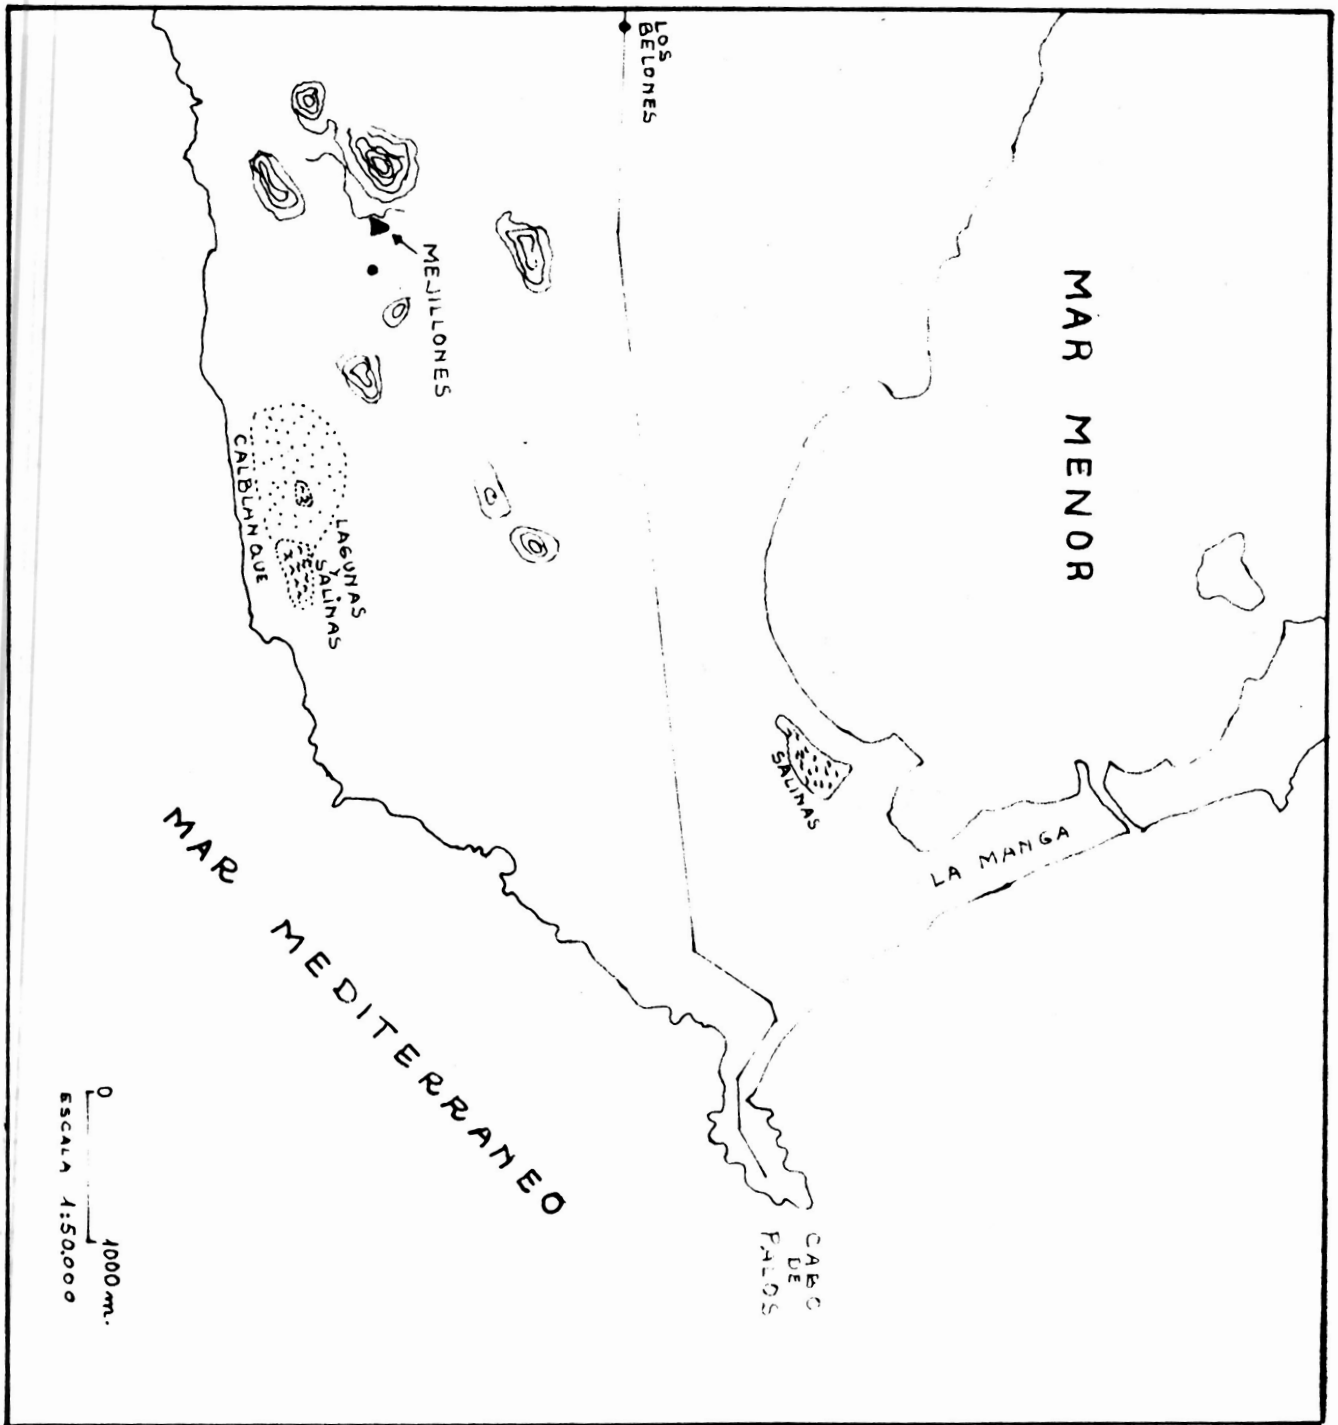 MAR MENOR
LOS
BELONES
MEJILLONES
LAGUNAS
Y
SALINAS
CALBLANQUE
SALINAS
LA MANGA
CABO
DE
PALOS
MAR MEDITERRANEO
0 1000 m.
ESCALA 1:50.000